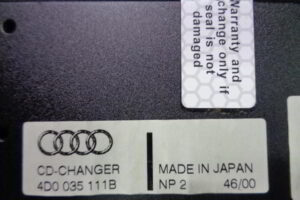 Warranty and
change only if
seal is not
damaged
CD-CHANGER
4D0 035 111B
MADE IN JAPAN
NP 2 46/00